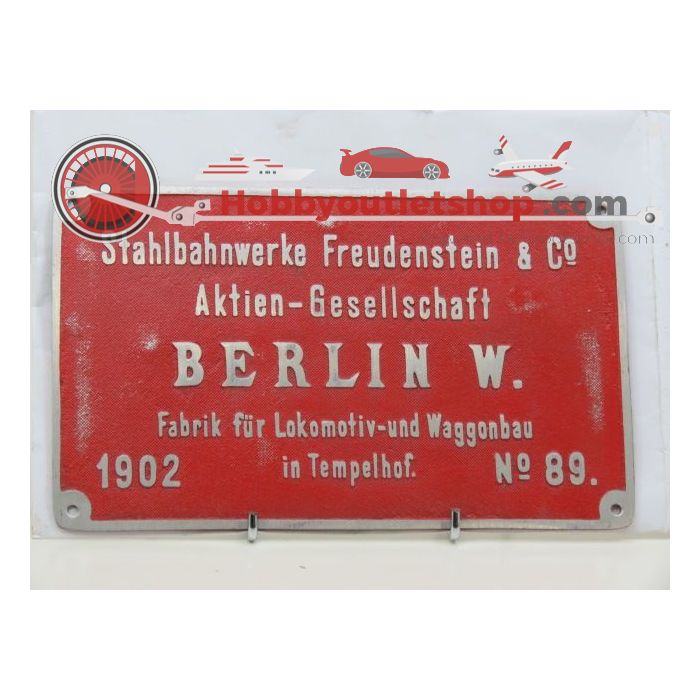 Hobbyoutletshop.com
Stahlbahnwerke Freudenstein & Cº
Aktien-Gesellschaft
BERLIN W.
Fabrik für Lokomotiv-und Waggonbau
in Tempelhof.
1902 Nº 89.